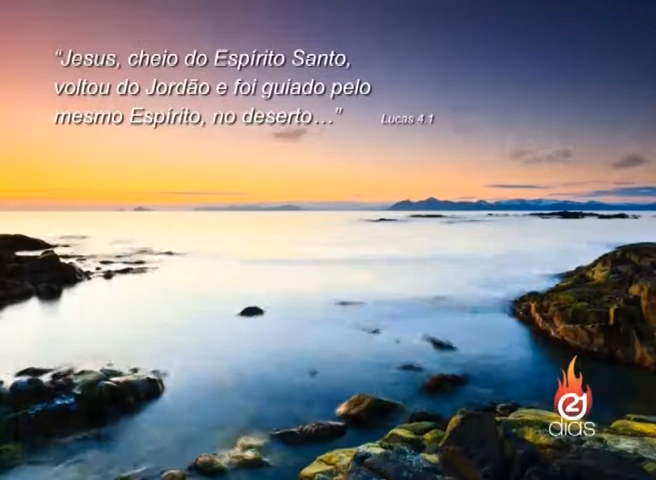 “Jesus, cheio do Espírito Santo,
voltou do Jordão e foi guiado pelo
mesmo Espírito, no deserto...”
Lucas 4.1
21
dias